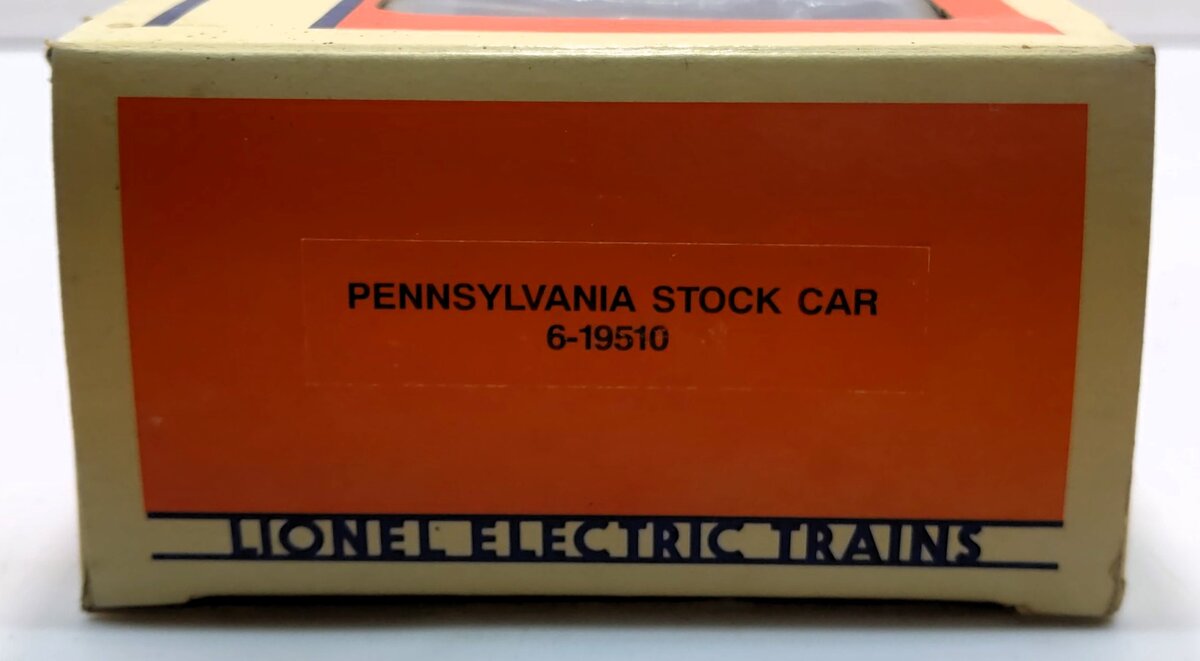 PENNSYLVANIA STOCK CAR
6-19510
LIONEL ELECTRIC TRAINS